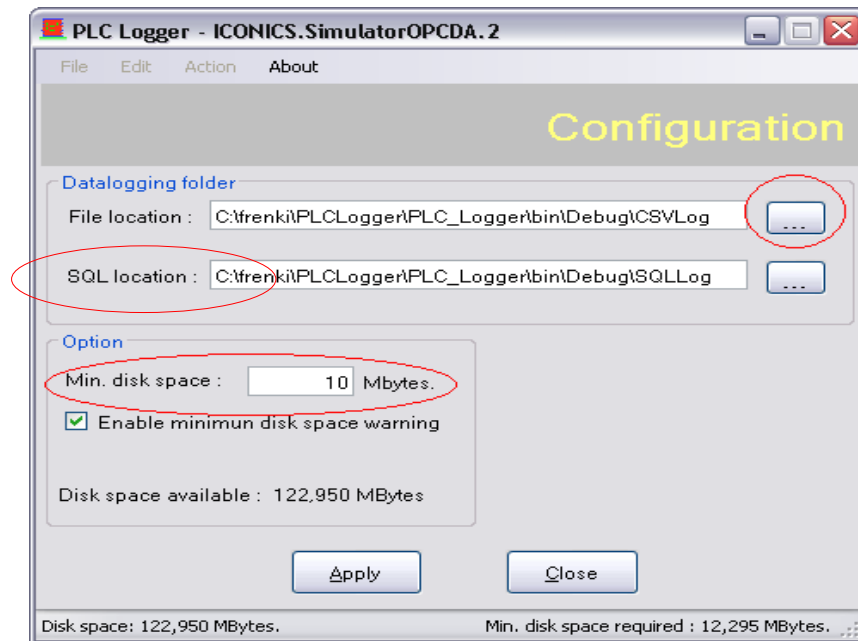 PLC Logger - ICONICS.SimulatorOPCDA.2
File Edit Action About
Configuration
Datalogging folder
File location : C:\frenki\PLCLogger\PLC_Logger\bin\Debug\CSVLog ...
SQL location : C:\frenki\PLCLogger\PLC_Logger\bin\Debug\SQLLog ...
Option
Min. disk space : 10 Mbytes.
Enable minimun disk space warning
Disk space available : 122,950 MBytes
Apply Close
Disk space: 122,950 MBytes. Min. disk space required : 12,295 MBytes.